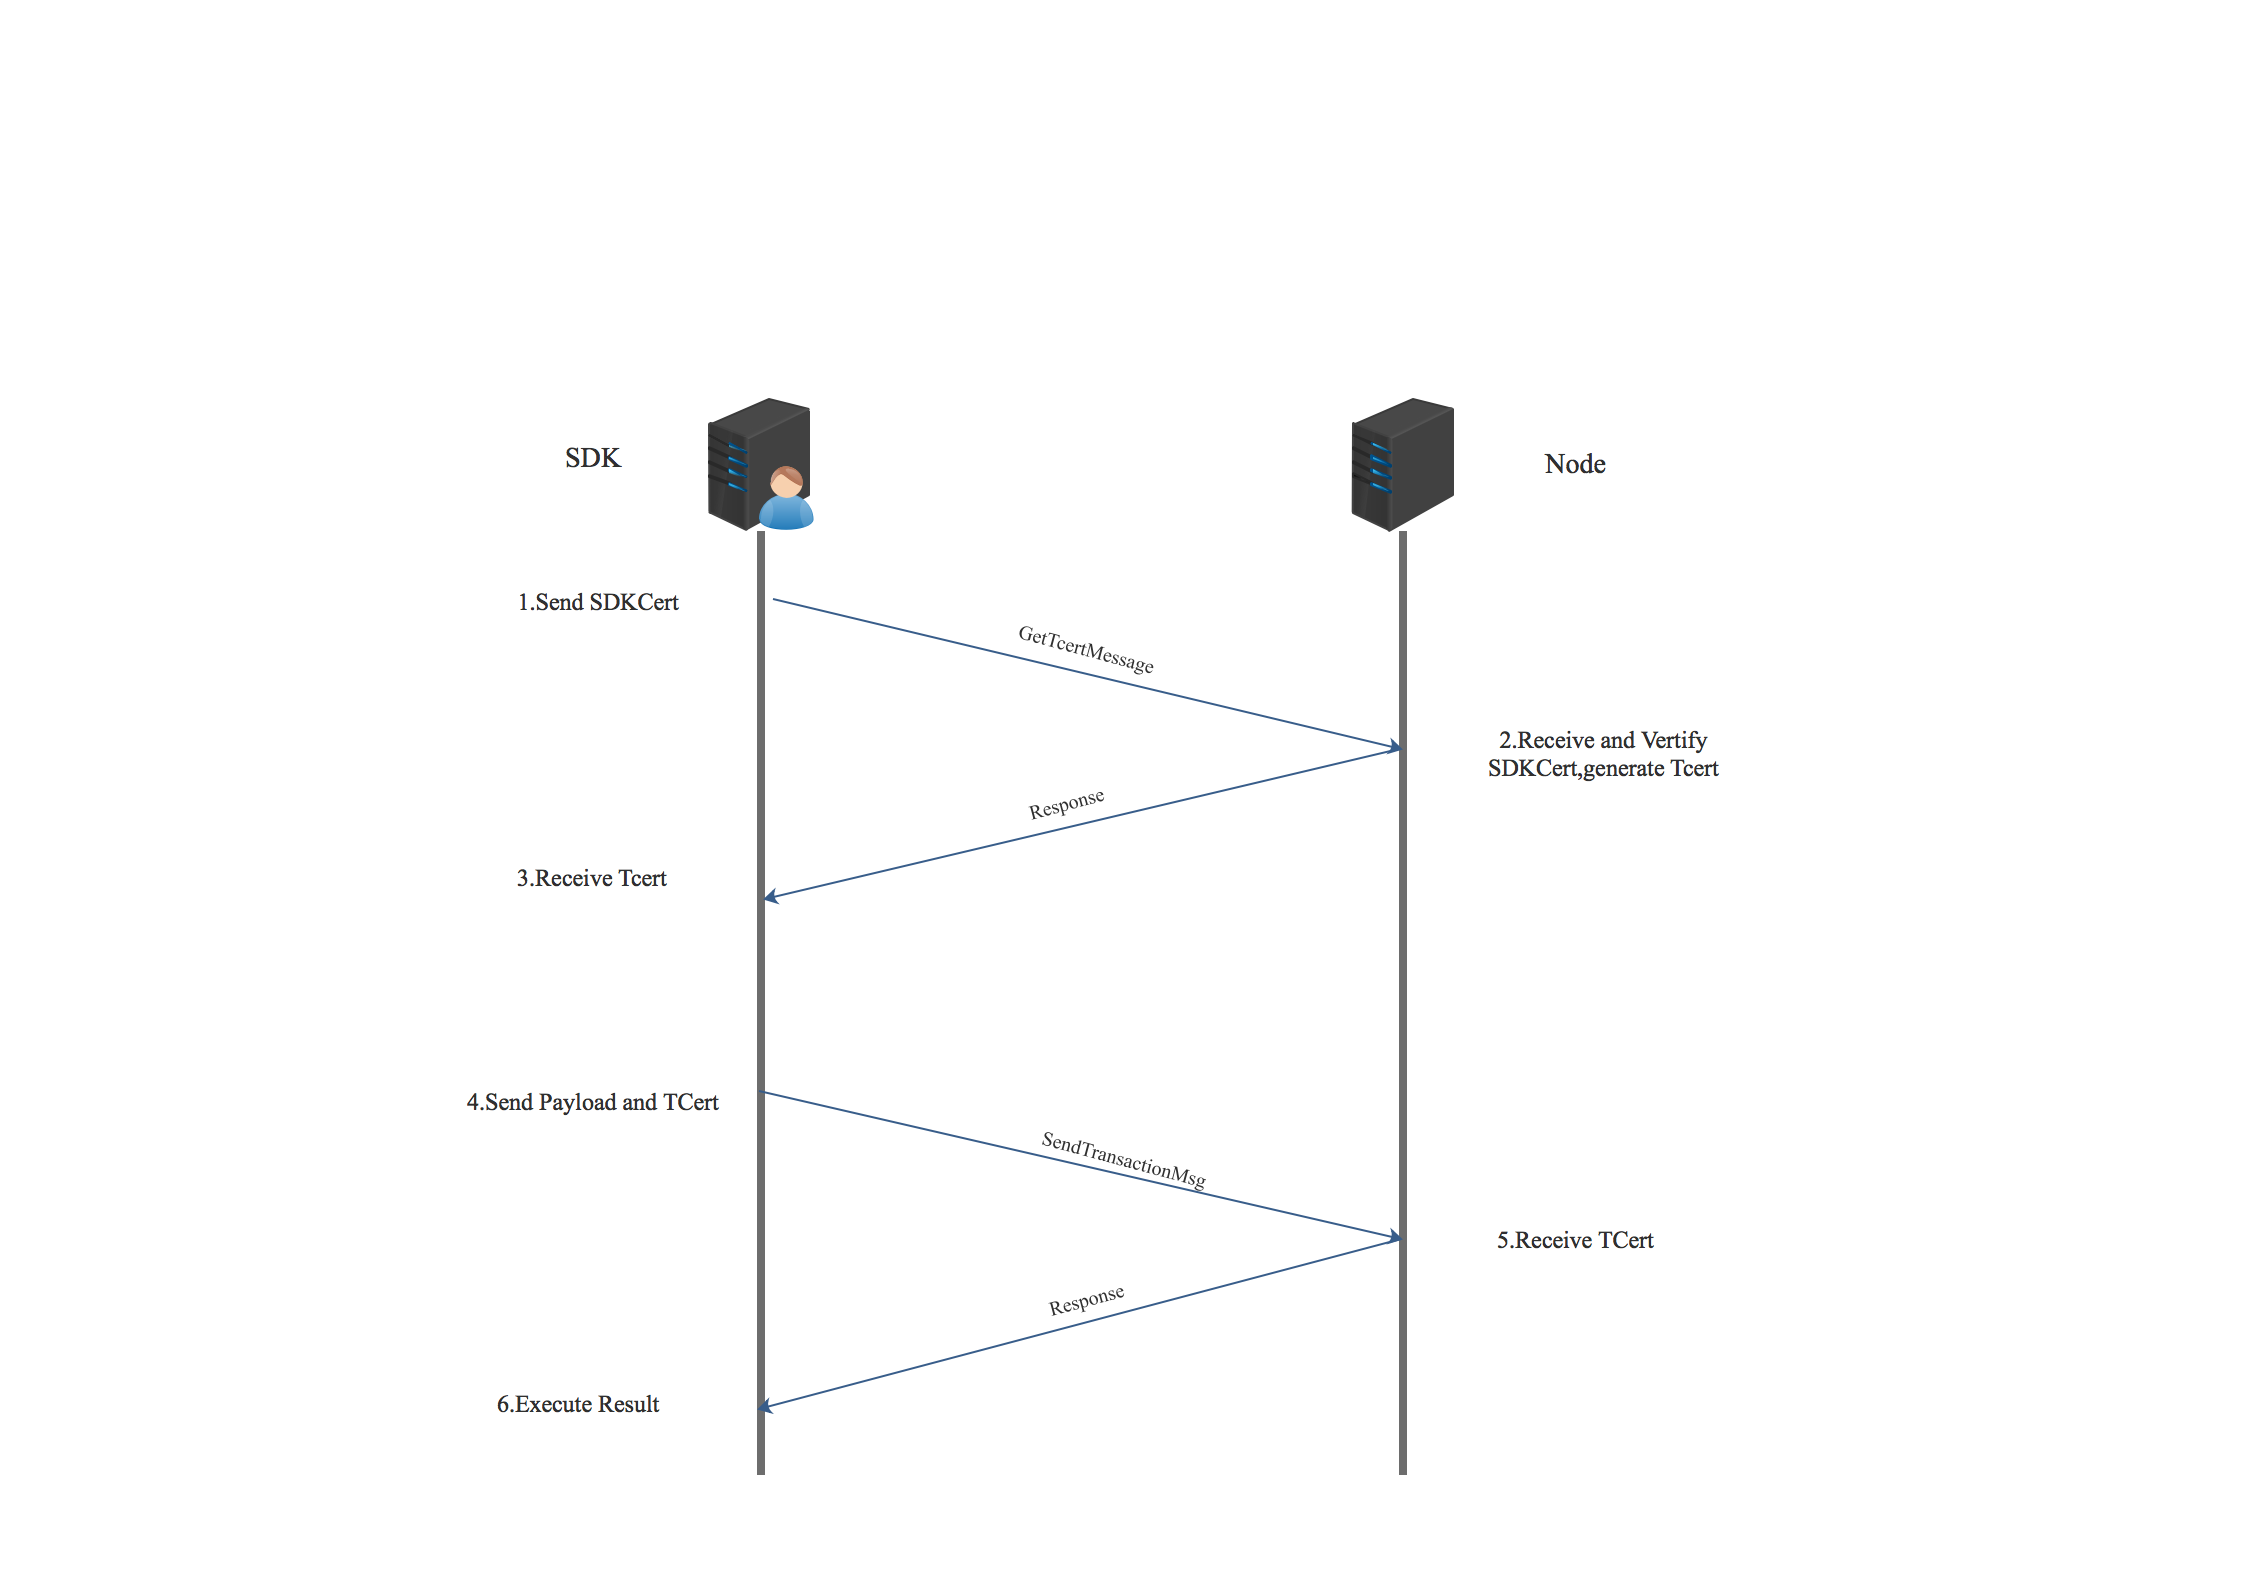 SDK
Node
1.Send SDKCert
GetTcertMessage
2.Receive and Vertify
SDKCert,generate Tcert
Response
3.Receive Tcert
4.Send Payload and TCert
SendTransactionMsg
5.Receive TCert
Response
6.Execute Result